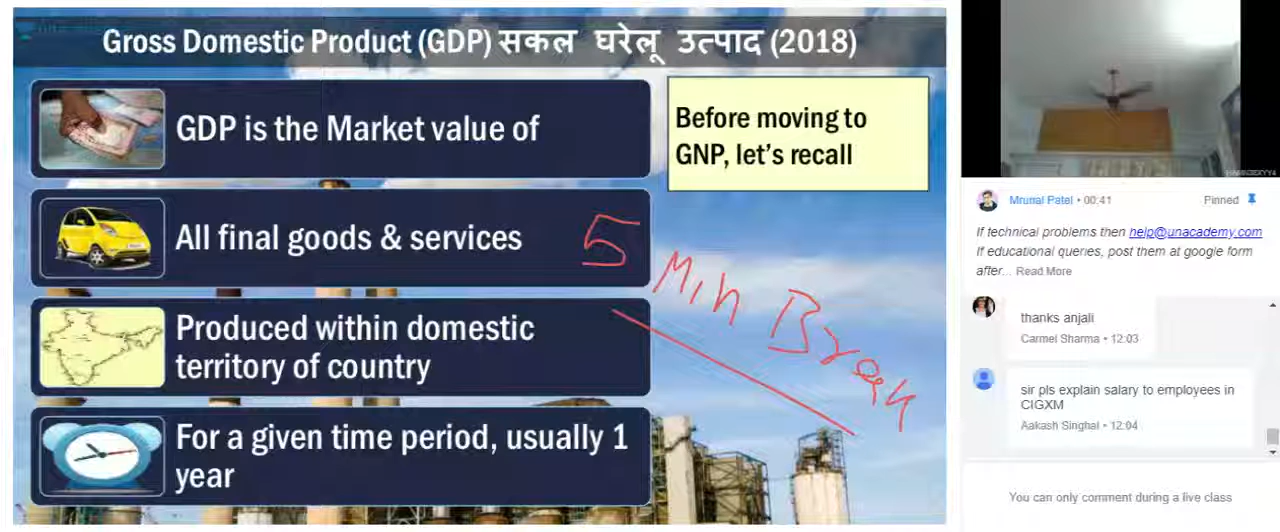 Gross Domestic Product (GDP) सकल घरेलू उत्पाद (2018)
GDP is the Market value of
All final goods & services
Produced within domestic
territory of country
For a given time period, usually 1
year
Before moving to
GNP, let's recall
5 Min Break
Mrunal Patel • 00:41 Pinned
If technical problems then help@unacademy.com
If educational queries, post them at google form
after... Read More
thanks anjali
Carmel Sharma • 12:03
sir pls explain salary to employees in
CIGXM
Aakash Singhal • 12:04
You can only comment during a live class